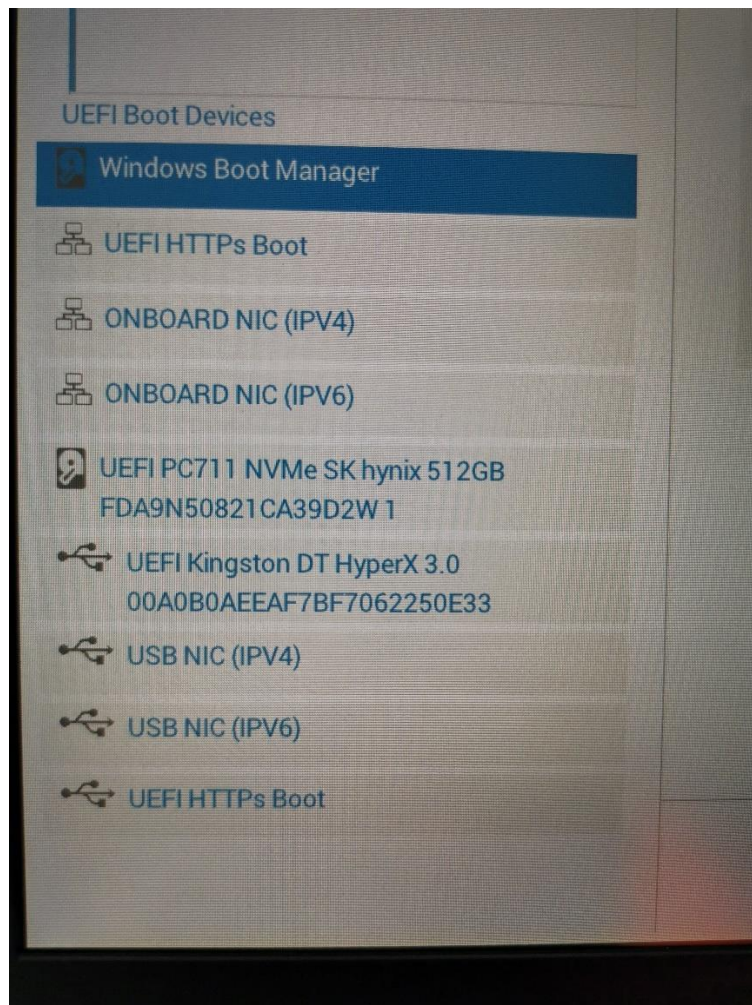 UEFI Boot Devices
Windows Boot Manager
UEFI HTTPs Boot
ONBOARD NIC (IPV4)
ONBOARD NIC (IPV6)
UEFI PC711 NVMe SK hynix 512GB
FDA9N50821CA39D2W 1
UEFI Kingston DT HyperX 3.0
00A0B0AEEAF7BF7062250E33
USB NIC (IPV4)
USB NIC (IPV6)
UEFI HTTPs Boot